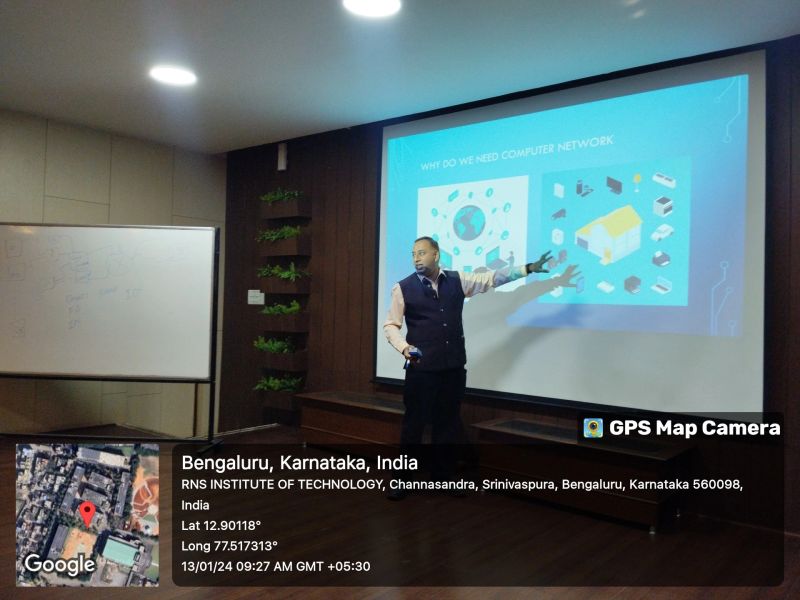 WHY DO WE NEED COMPUTER NETWORK
GPS Map Camera
Bengaluru, Karnataka, India
RNS INSTITUTE OF TECHNOLOGY, Channasandra, Srinivaspura, Bengaluru, Karnataka 560098,
India
Lat 12.90118°
Long 77.517313°
13/01/24 09:27 AM GMT +05:30
Google